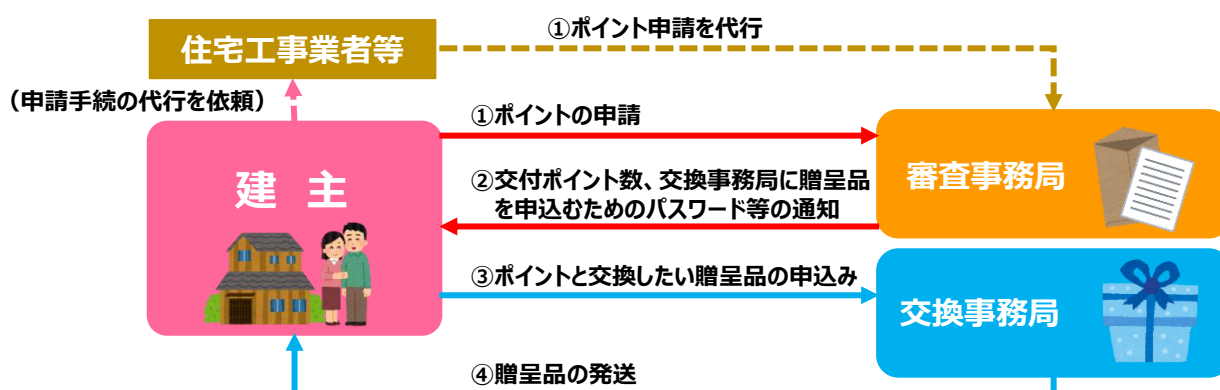 ①ポイント申請を代行
住宅工事業者等
（申請手続の代行を依頼）
①ポイントの申請
建 主
審査事務局
②交付ポイント数、交換事務局に贈呈品
を申込むためのパスワード等の通知
③ポイントと交換したい贈呈品の申込み
交換事務局
④贈呈品の発送